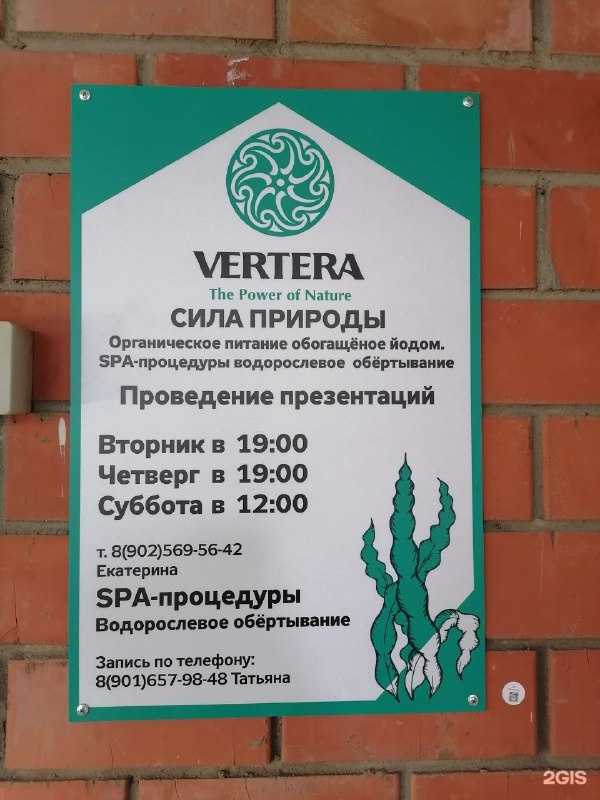 VERTERA
The Power of Nature
СИЛА ПРИРОДЫ
Органическое питание обогащёное йодом.
SPA-процедуры водорослевое обёртывание
Проведение презентаций
Вторник в 19:00
Четверг в 19:00
Суббота в 12:00
т. 8(902)569-56-42
Екатерина
SPA-процедуры
Водорослевое обёртывание
Запись по телефону:
8(901)657-98-48 Татьяна
2GIS